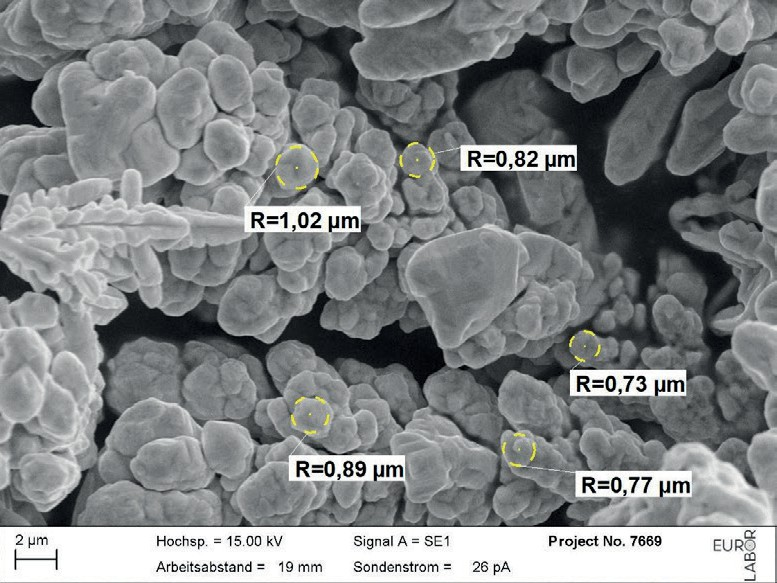 R=0,82 µm
R=1,02 µm
R=0,73 µm
R=0,89 µm
R=0,77 µm
2 µm
Hochsp. = 15.00 kV
Signal A = SE1
Project No. 7669
Arbeitsabstand = 19 mm
Sondenstrom = 26 pA
EURO
LABOR